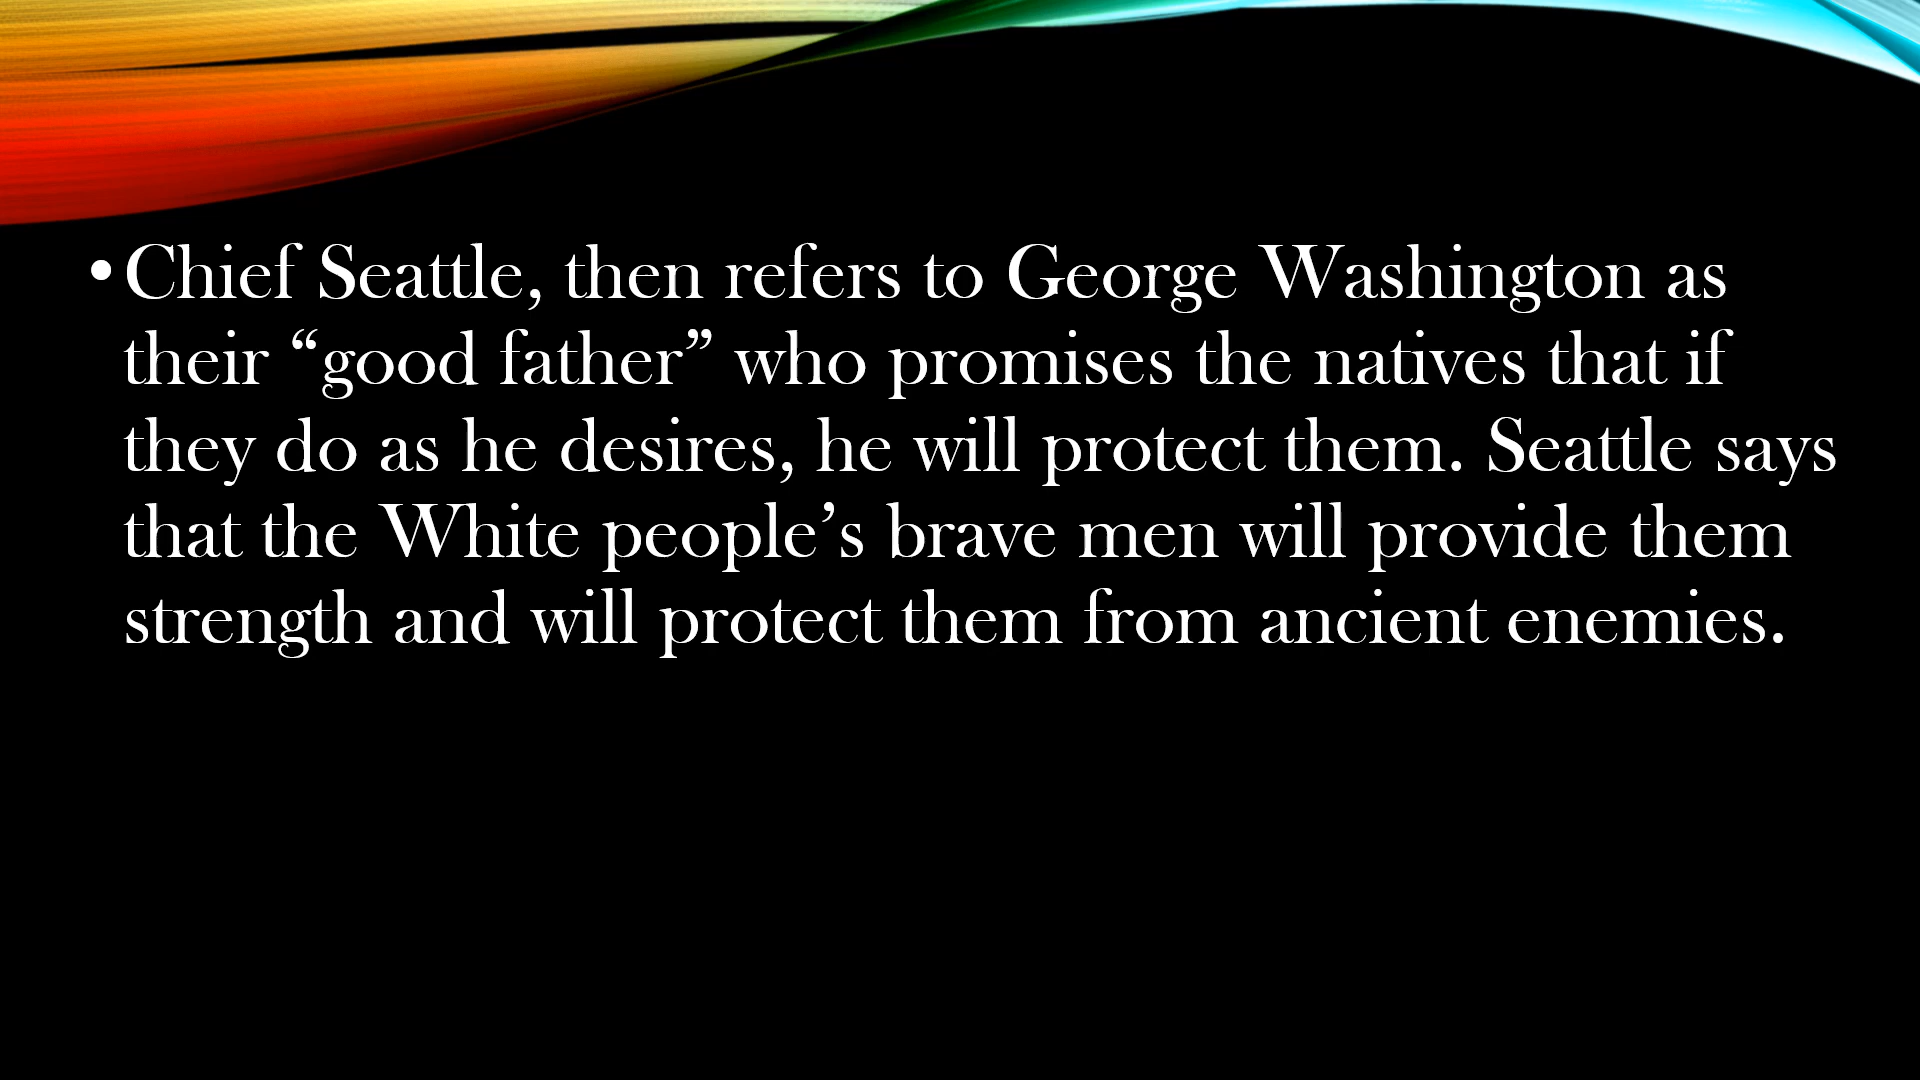 •Chief Seattle, then refers to George Washington as
their “good father” who promises the natives that if
they do as he desires, he will protect them. Seattle says
that the White people’s brave men will provide them
strength and will protect them from ancient enemies.